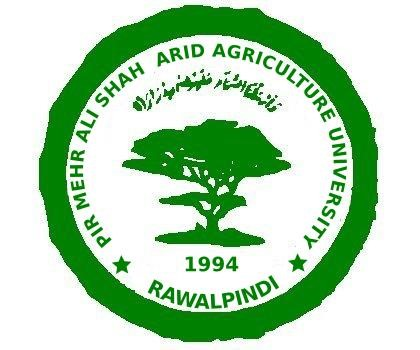 PIR MEHR ALI SHAH ARID AGRICULTURE UNIVERSITY
1994
RAWALPINDI